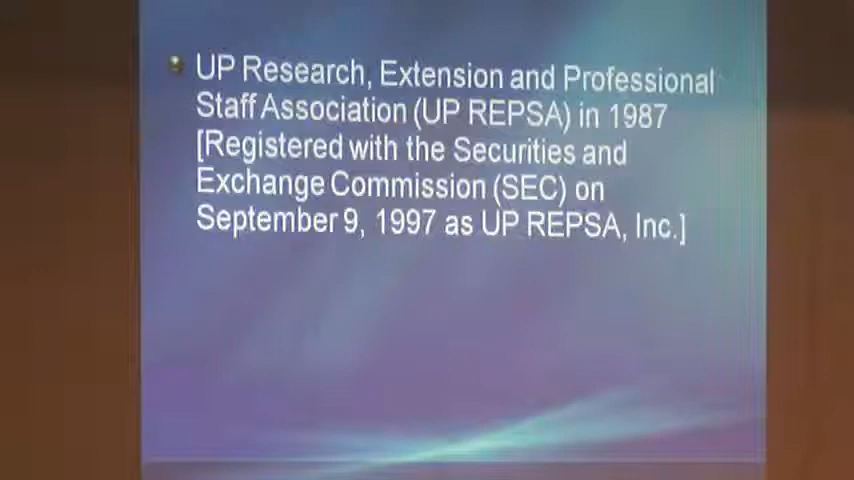 UP Research, Extension and Professional
Staff Association (UP REPSA) in 1987
[Registered with the Securities and
Exchange Commission (SEC) on
September 9, 1997 as UP REPSA, Inc.]